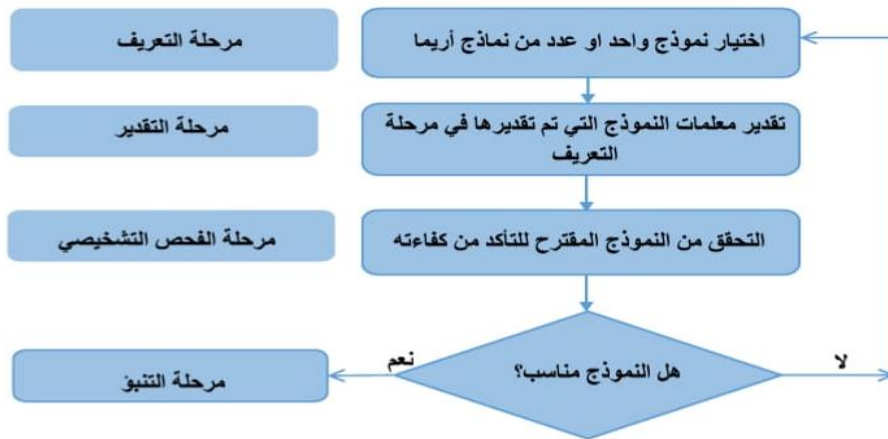 مرحلة التعريف
اختيار نموذج واحد او عدد من نماذج أريما
مرحلة التقدير
تقدير معلمات النموذج التي تم تقديرها في مرحلة
التعريف
مرحلة الفحص التشخيصي
التحقق من النموذج المقترح للتأكد من كفاءته
هل النموذج مناسب؟
لا
نعم
مرحلة التنبؤ